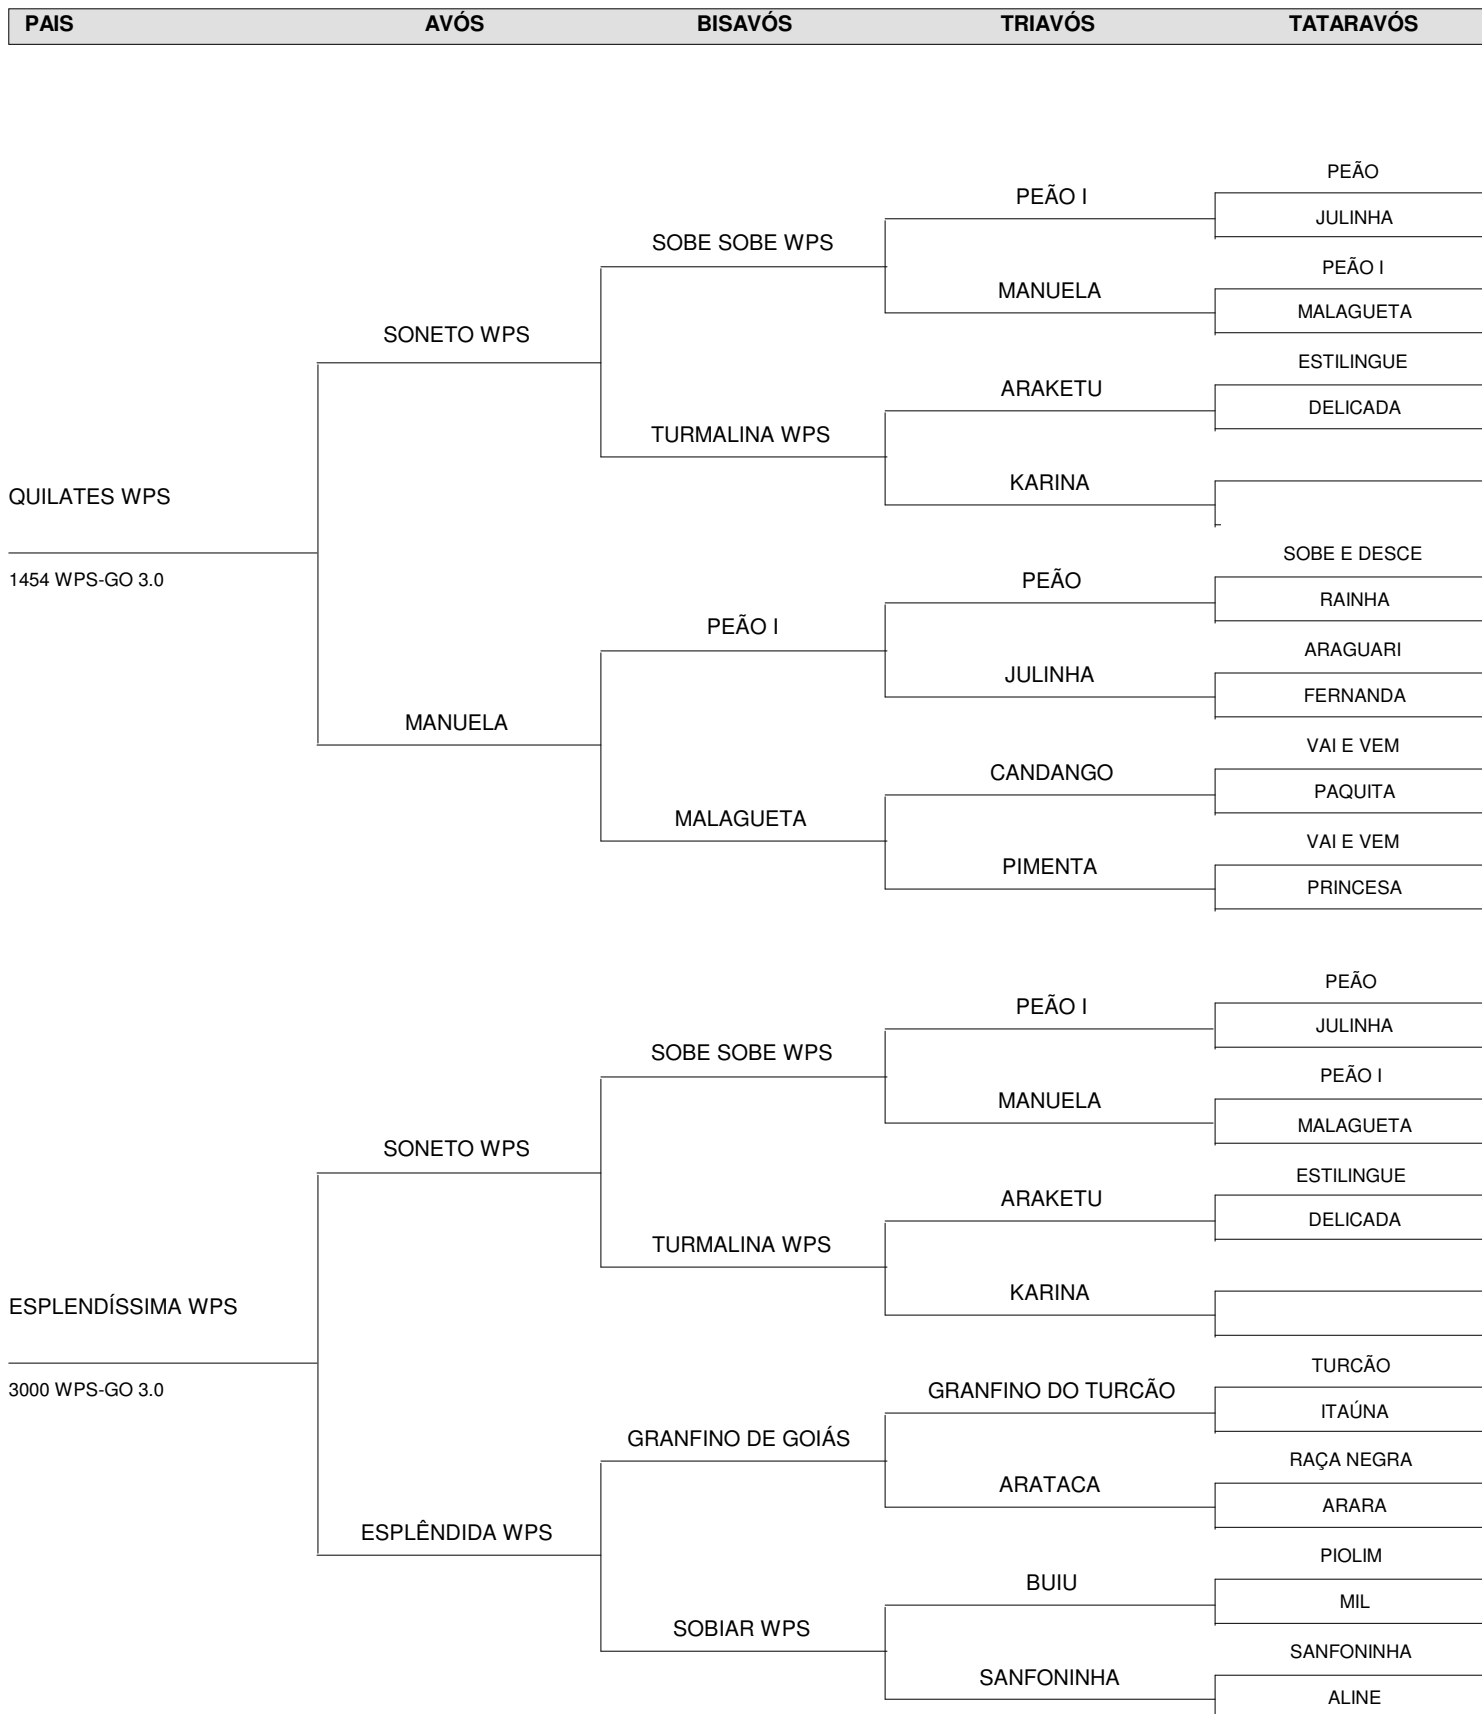 PAIS AVÓS BISAVÓS TRIAVÓS TATARAVÓS
PEÃO
PEÃO I
JULINHA
SOBE SOBE WPS
PEÃO I
MANUELA
MALAGUETA
SONETO WPS
ESTILINGUE
ARAKETU
DELICADA
TURMALINA WPS
KARINA
QUILATES WPS
SOBE E DESCE
1454 WPS-GO 3.0
PEÃO
RAINHA
PEÃO I
ARAGUARI
JULINHA
FERNANDA
MANUELA
VAI E VEM
CANDANGO
PAQUITA
MALAGUETA
VAI E VEM
PIMENTA
PRINCESA
PEÃO
PEÃO I
JULINHA
SOBE SOBE WPS
PEÃO I
MANUELA
MALAGUETA
SONETO WPS
ESTILINGUE
ARAKETU
DELICADA
TURMALINA WPS
KARINA
ESPLENDÍSSIMA WPS
TURCÃO
3000 WPS-GO 3.0
GRANFINO DO TURCÃO
ITAÚNA
GRANFINO DE GOIÁS
RAÇA NEGRA
ARATACA
ARARA
ESPLÊNDIDA WPS
PIOLIM
BUIU
MIL
SOBIAR WPS
SANFONINHA
SANFONINHA
ALINE